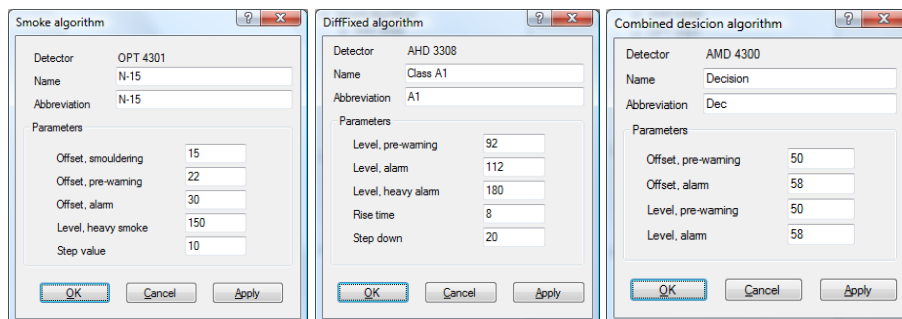 Smoke algorithm
Detector OPT 4301
Name N-15
Abbreviation N-15
Parameters
Offset, smouldering 15
Offset, pre-warning 22
Offset, alarm 30
Level, heavy smoke 150
Step value 10
OK Cancel Apply
DiffFixed algorithm
Detector AHD 3308
Name Class A1
Abbreviation A1
Parameters
Level, pre-warning 92
Level, alarm 112
Level, heavy alarm 180
Rise time 8
Step down 20
OK Cancel Apply
Combined desicion algorithm
Detector AMD 4300
Name Decision
Abbreviation Dec
Parameters
Offset, pre-warning 50
Offset, alarm 58
Level, pre-warning 50
Level, alarm 58
OK Cancel Apply